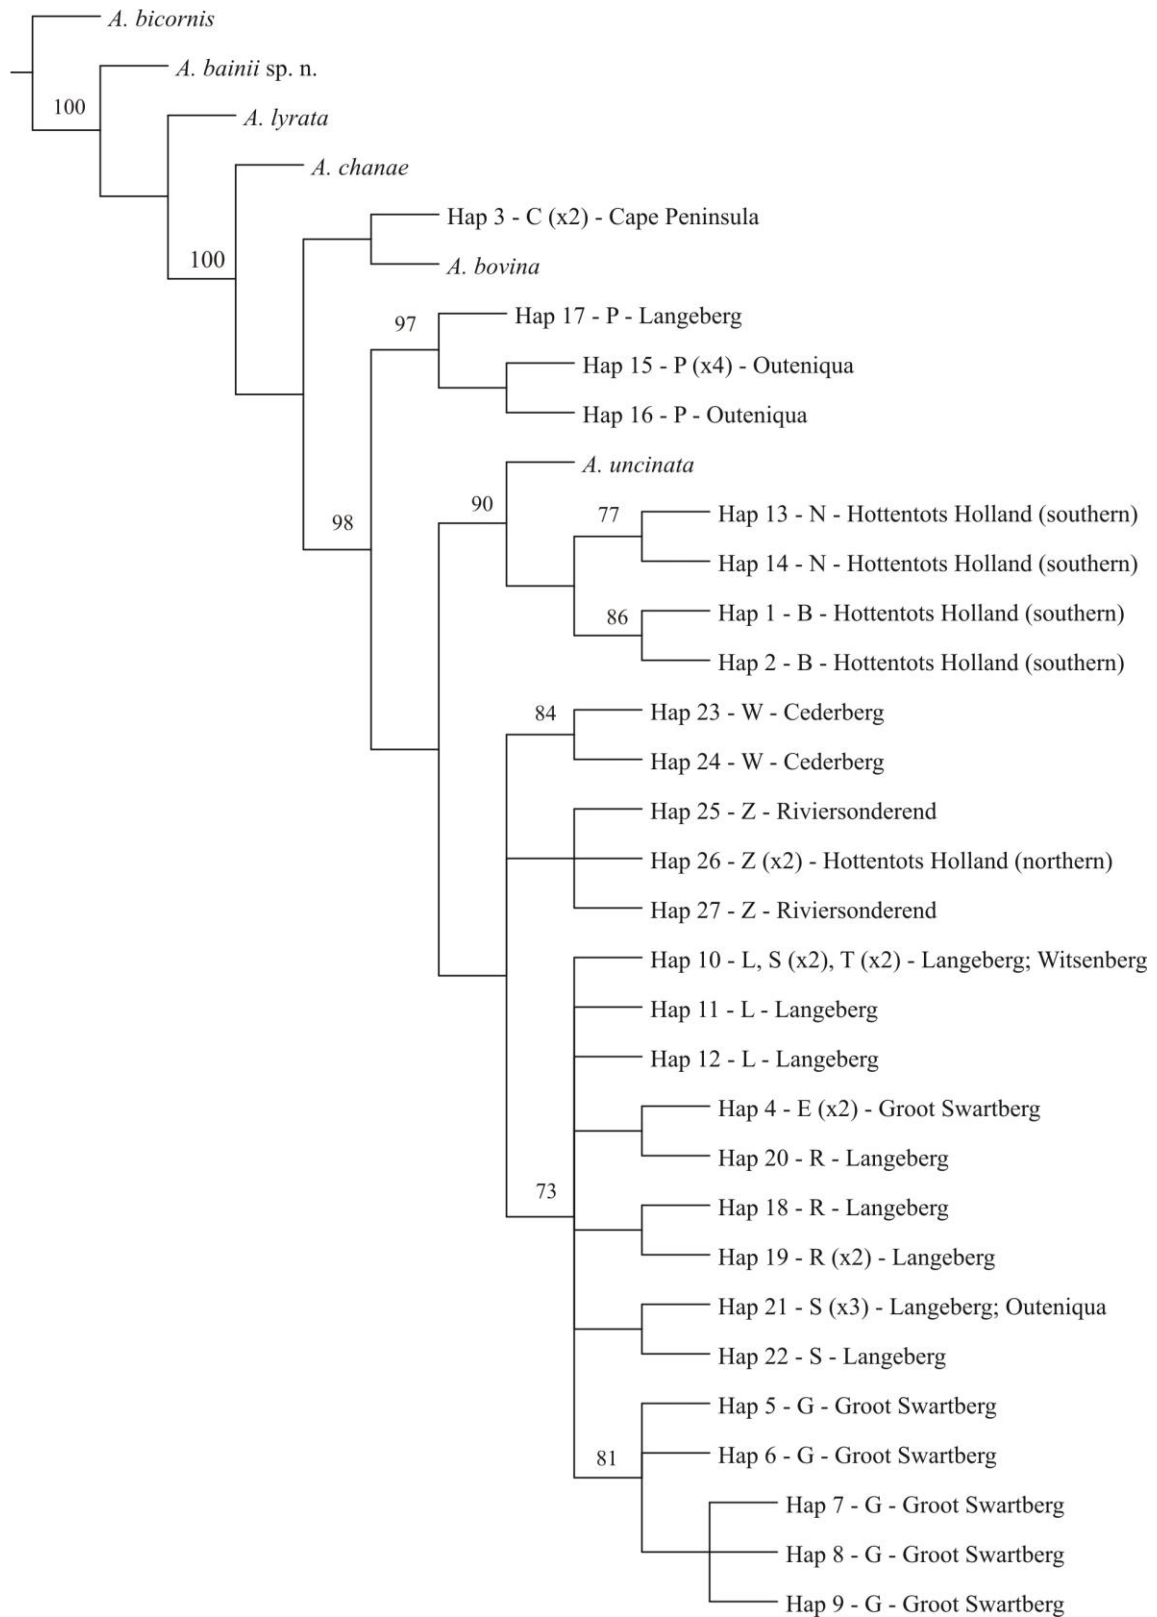 A. bicornis
A. bainii sp. n.
100
A. lyrata
A. chanae
Hap 3 - C (x2) - Cape Peninsula
100
A. bovina
Hap 17 - P - Langeberg
97
Hap 15 - P (x4) - Outeniqua
Hap 16 - P - Outeniqua
A. uncinata
90
Hap 13 - N - Hottentots Holland (southern)
77
98
Hap 14 - N - Hottentots Holland (southern)
Hap 1 - B - Hottentots Holland (southern)
86
Hap 2 - B - Hottentots Holland (southern)
Hap 23 - W - Cederberg
84
Hap 24 - W - Cederberg
Hap 25 - Z - Riviersonderend
Hap 26 - Z (x2) - Hottentots Holland (northern)
Hap 27 - Z - Riviersonderend
Hap 10 - L, S (x2), T (x2) - Langeberg; Witsenberg
Hap 11 - L - Langeberg
Hap 12 - L - Langeberg
Hap 4 - E (x2) - Groot Swartberg
Hap 20 - R - Langeberg
73
Hap 18 - R - Langeberg
Hap 19 - R (x2) - Langeberg
Hap 21 - S (x3) - Langeberg; Outeniqua
Hap 22 - S - Langeberg
Hap 5 - G - Groot Swartberg
81
Hap 6 - G - Groot Swartberg
Hap 7 - G - Groot Swartberg
Hap 8 - G - Groot Swartberg
Hap 9 - G - Groot Swartberg